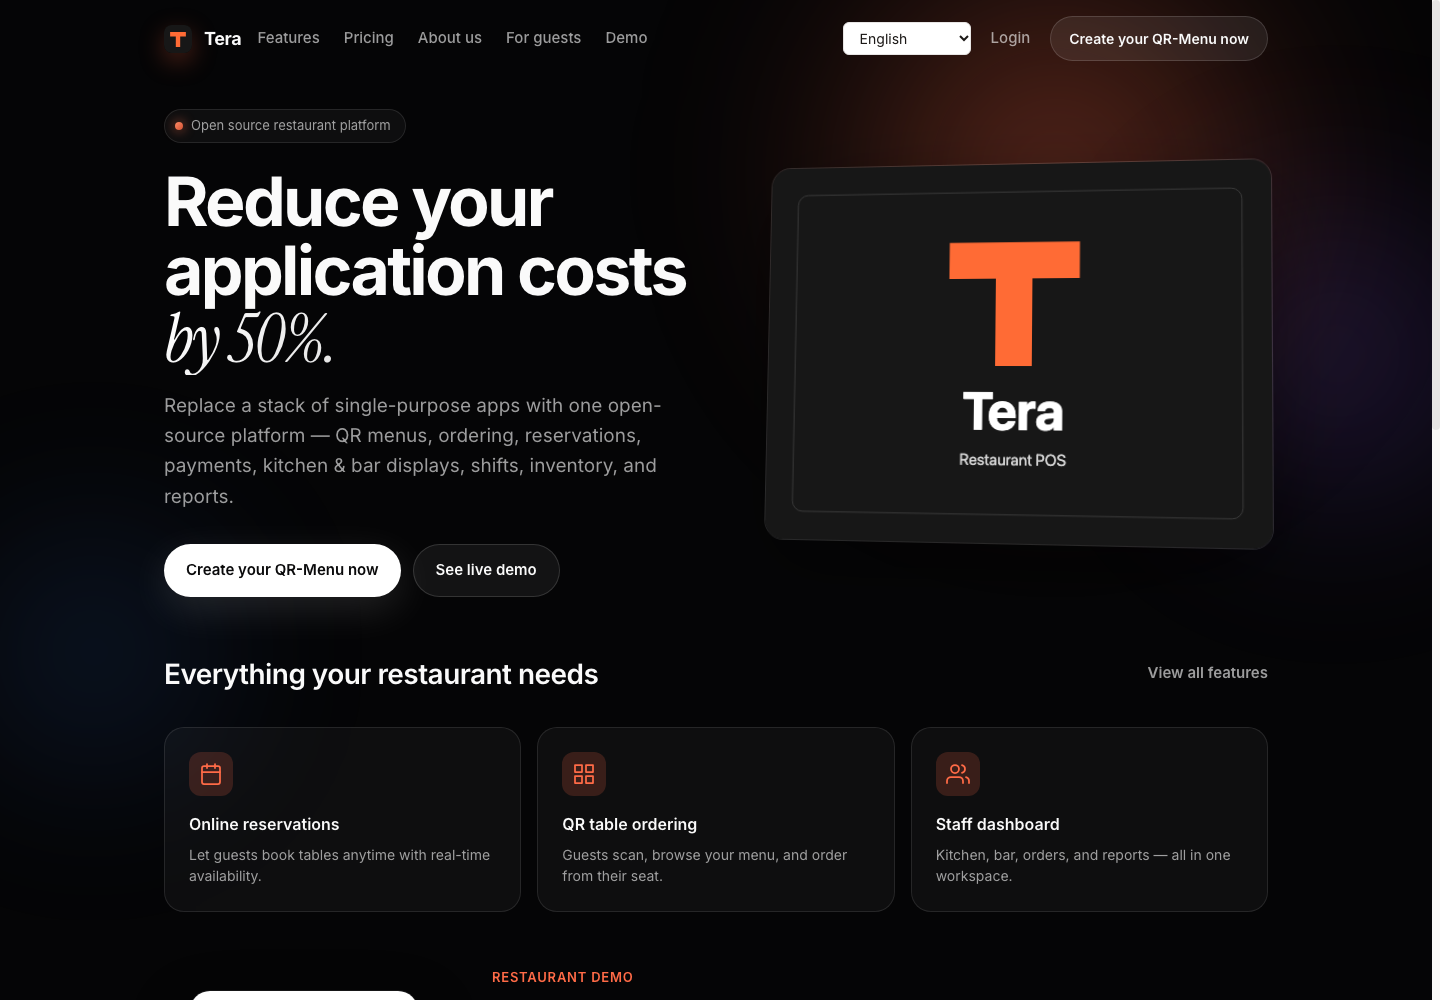 Tera
Features
Pricing
About us
For guests
Demo
English
Login
Create your QR-Menu now
Open source restaurant platform
Reduce your
application costs
by 50%.
Replace a stack of single-purpose apps with one open-
source platform — QR menus, ordering, reservations,
payments, kitchen & bar displays, shifts, inventory, and
reports.
Create your QR-Menu now
See live demo
T
Tera
Restaurant POS
Everything your restaurant needs
View all features
Online reservations
Let guests book tables anytime with real-time
availability.
QR table ordering
Guests scan, browse your menu, and order
from their seat.
Staff dashboard
Kitchen, bar, orders, and reports — all in one
workspace.
RESTAURANT DEMO